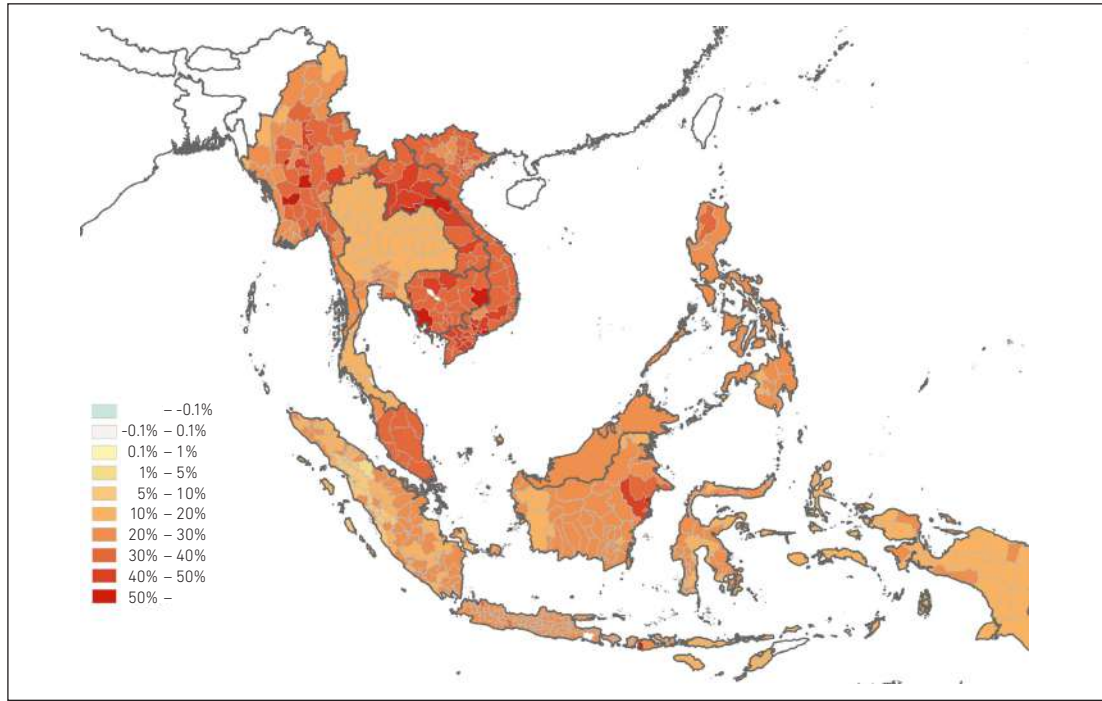 – -0.1%
-0.1% – 0.1%
0.1% – 1%
1% – 5%
5% – 10%
10% – 20%
20% – 30%
30% – 40%
40% – 50%
50% –